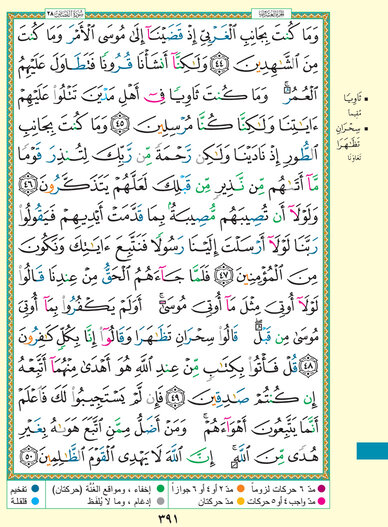 سورة القصص ٢٨
الجزء العشرون
وَمَا كُنتَ بِجَانِبِ ٱلْغَرْبِيِّ إِذْ قَضَيْنَآ إِلَىٰ مُوسَى ٱلْأَمْرَ وَمَا كُنتَ
مِنَ ٱلشَّٰهِدِينَ ٤٤ وَلَٰكِنَّآ أَنشَأْنَا قُرُونًا فَتَطَاوَلَ عَلَيْهِمُ
ٱلْعُمُرُ ۚ وَمَا كُنتَ ثَاوِيًا فِىٓ أَهْلِ مَدْيَنَ تَتْلُوا۟ عَلَيْهِمْ
ءَايَٰتِنَا وَلَٰكِنَّا كُنَّا مُرْسِلِينَ ٤٥ وَمَا كُنتَ بِجَانِبِ
ٱلطُّورِ إِذْ نَادَيْنَا وَلَٰكِن رَّحْمَةً مِّن رَّبِّكَ لِتُنذِرَ قَوْمًا
مَّآ أَتَىٰهُم مِّن نَّذِيرٍ مِّن قَبْلِكَ لَعَلَّهُمْ يَتَذَكَّرُونَ ٤٦
وَلَوْلَآ أَن تُصِيبَهُم مُّصِيبَةٌۢ بِمَا قَدَّمَتْ أَيْدِيهِمْ فَيَقُولُوا۟
رَبَّنَا لَوْلَآ أَرْسَلْتَ إِلَيْنَا رَسُولًا فَنَتَّبِعَ ءَايَٰتِكَ وَنَكُونَ
مِنَ ٱلْمُؤْمِنِينَ ٤٧ فَلَمَّا جَآءَهُمُ ٱلْحَقُّ مِنْ عِندِنَا قَالُوا۟
لَوْلَآ أُوتِىَ مِثْلَ مَآ أُوتِىَ مُوسَىٰٓ ۚ أَوَلَمْ يَكْفُرُوا۟ بِمَآ أُوتِىَ
مُوسَىٰ مِن قَبْلُ ۖ قَالُوا۟ سِحْرَانِ تَظَٰهَرَا وَقَالُوٓا۟ إِنَّا بِكُلٍّ كَٰفِرُونَ
٤٨ قُلْ فَأْتُوا۟ بِكِتَٰبٍ مِّنْ عِندِ ٱللَّهِ هُوَ أَهْدَىٰ مِنْهُمَآ أَتَّبِعْهُ
إِن كُنتُمْ صَٰدِقِينَ ٤٩ فَإِن لَّمْ يَسْتَجِيبُوا۟ لَكَ فَٱعْلَمْ
أَنَّمَا يَتَّبِعُونَ أَهْوَآءَهُمْ ۚ وَمَنْ أَضَلُّ مِمَّنِ ٱتَّبَعَ هَوَىٰهُ بِغَيْرِ
هُدًى مِّنَ ٱللَّهِ ۚ إِنَّ ٱللَّهَ لَا يَهْدِى ٱلْقَوْمَ ٱلظَّٰلِمِينَ ٥٠
ثَاوِيًا
مقيما
سِحْرَانِ
تَظَٰهَرَا
تعاونا
مدّ ٦ حركات لزوماً
مدّ ٢ أو ٤ أو ٦ جوازاً
إخفاء، ومواقع الغُنَّة (حركتان)
تفخيم
مدّ واجب ٤ أو ٥ حركات
مدّ حركتان
إدغام، وما لا يُلفَظ
قلقلة
٣٩١